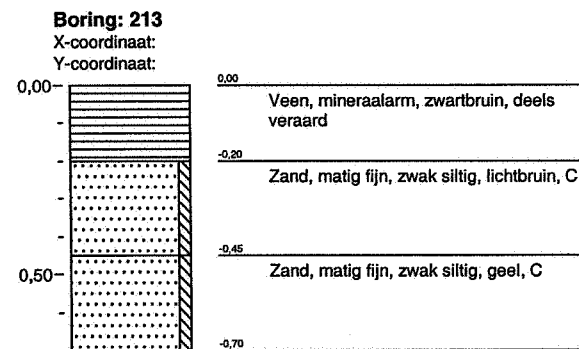 Boring: 213
X-coordinaat:
Y-coordinaat:
0,00
0,00
Veen, mineraalarm, zwartbruin, deels
veraard
-0,20
Zand, matig fijn, zwak siltig, lichtbruin, C
-0,45
0,50
Zand, matig fijn, zwak siltig, geel, C
-0,70